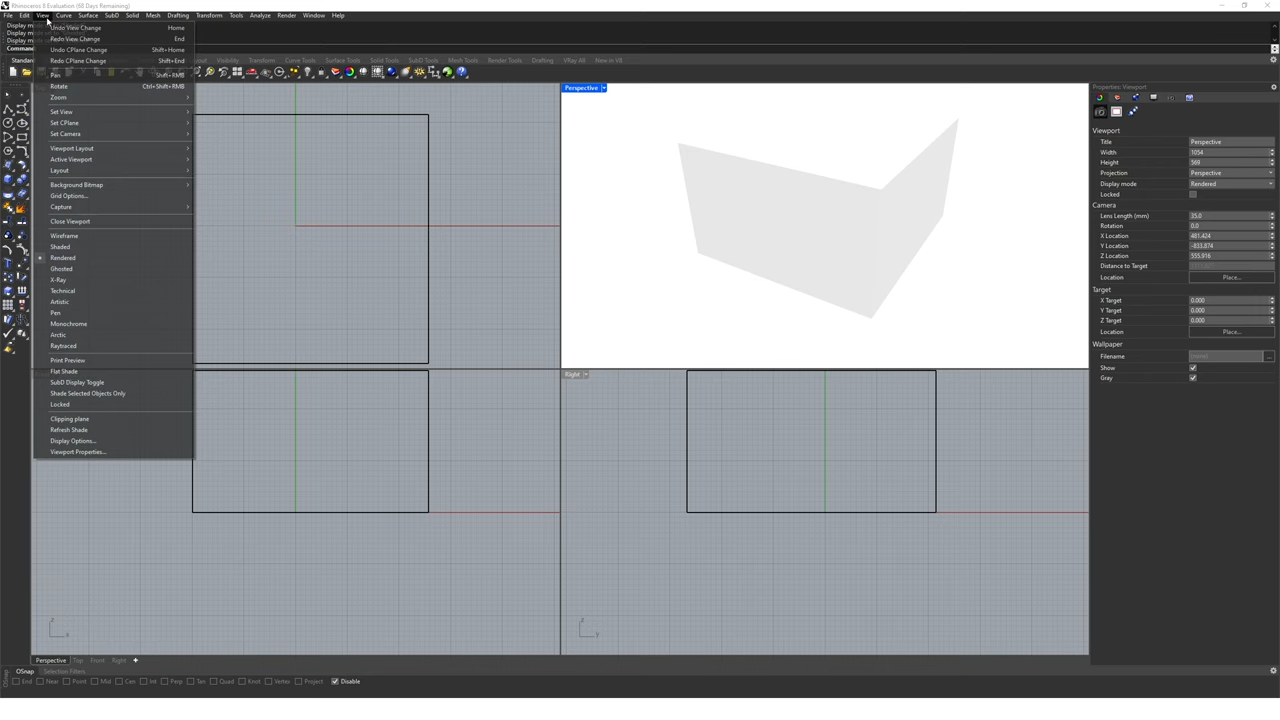 Rhinoceros 8 Evaluation (68 Days Remaining)
File Edit View Curve Surface SubD Solid Mesh Drafting Transform Tools Analyze Render Window Help
Display m
Display m
Display m
Command
Standar
Visibility Transform Curve Tools Surface Tools Solid Tools SubD Tools Mesh Tools Render Tools Drafting VRay AR New in V8
Undo View Change Home
Redo View Change End
Undo CPlane Change Shift+Home
Redo CPlane Change Shift+End
Pan Shift+RMB
Rotate Ctrl+Shift+RMB
Zoom
Set View
Set CPlane
Set Camera
Viewport Layout
Active Viewport
Layout
Background Bitmap
Grid Options...
Capture
Close Viewport
Wireframe
Shaded
Rendered
Ghosted
X-Ray
Technical
Artistic
Pen
Monochrome
Arctic
Raytraced
Print Preview
Flat Shade
SubD Display Toggle
Shade Selected Objects Only
Locked
Clipping plane
Refresh Shade
Display Options...
Viewport Properties...
Perspective
Right
z
x
z
y
Properties: Viewport
Viewport
Title Perspective
Width 1054
Height 569
Projection Perspective
Display mode Rendered
Locked
Camera
Lens Length (mm) 35.0
Rotation 0.0
X Location 481.424
Y Location -833.874
Z Location 555.916
Distance to Target
Location Place...
Target
X Target 0.000
Y Target 0.000
Z Target 0.000
Location Place...
Wallpaper
Filename (none) ...
Show
Gray
Perspective Top Front Right
OSnap Selection Filters
OSnap
End Near Point Mid Cen Int Perp Tan Quad Knot Vertex Project Disable